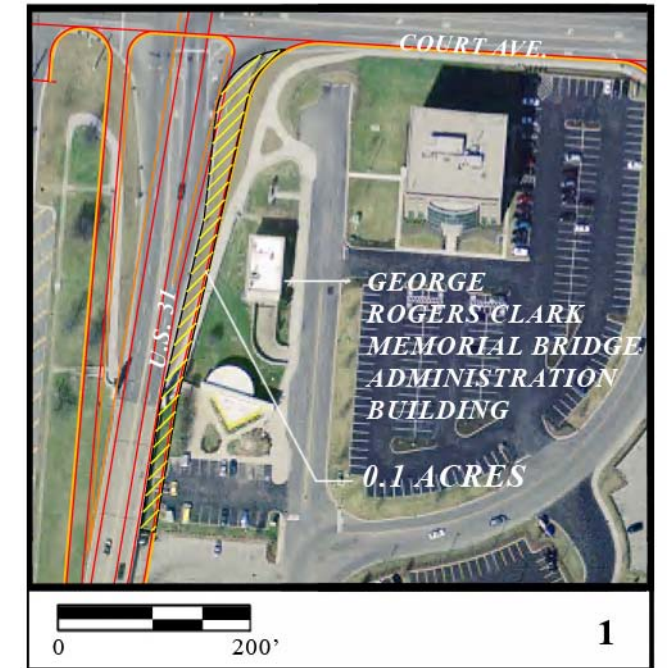 COURT AVE.
U.S. 31
GEORGE
ROGERS CLARK
MEMORIAL BRIDGE
ADMINISTRATION
BUILDING
0.1 ACRES
0 200’
1